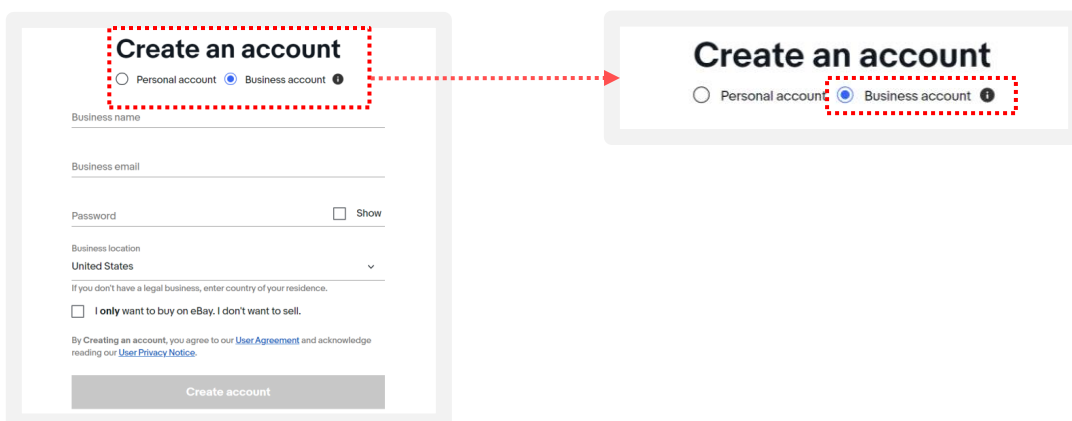 Create an account
Personal account Business account
Business name
Business email
Password Show
Business location
United States
If you don't have a legal business, enter country of your residence.
I only want to buy on eBay. I don't want to sell.
By Creating an account, you agree to our User Agreement and acknowledge
reading our User Privacy Notice.
Create account
Create an account
Personal account Business account